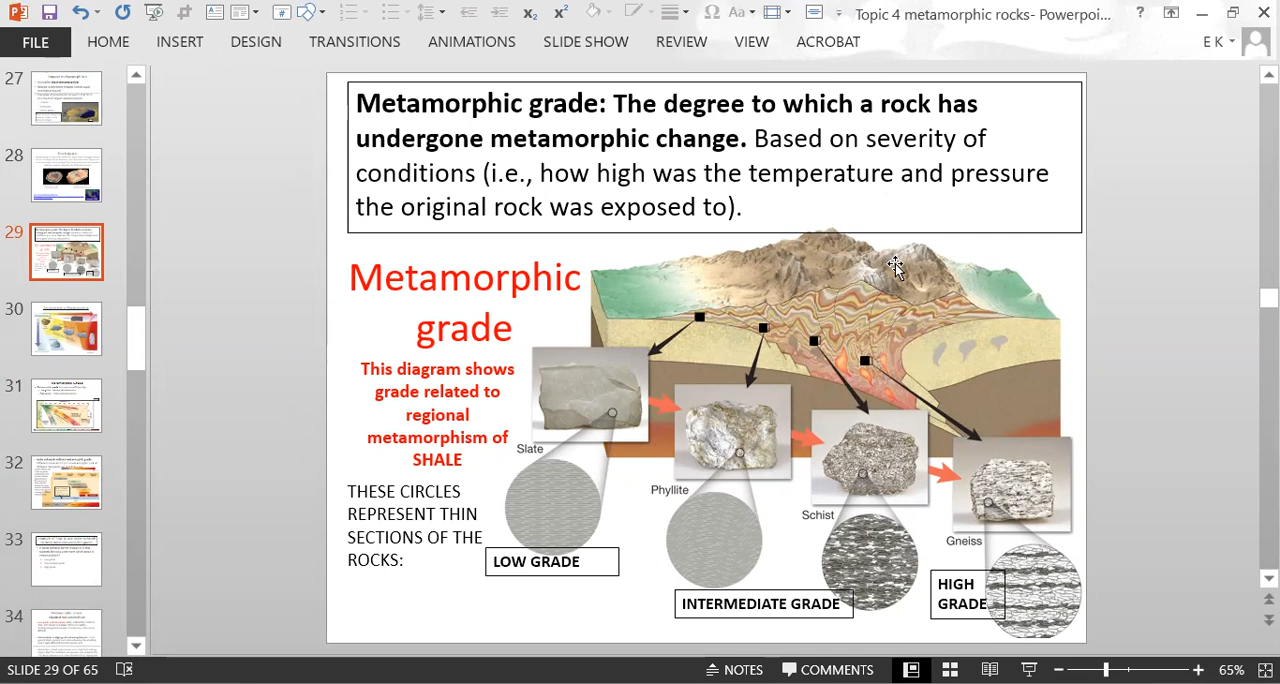 Topic 4 metamorphic rocks- Powerpoi...
FILE
HOME
INSERT
DESIGN
TRANSITIONS
ANIMATIONS
SLIDE SHOW
REVIEW
VIEW
ACROBAT
E K
27
28
29
30
31
32
33
34
Metamorphic grade: The degree to which a rock has
undergone metamorphic change. Based on severity of
conditions (i.e., how high was the temperature and pressure
the original rock was exposed to).
Metamorphic
grade
This diagram shows
grade related to
regional
metamorphism of
SHALE
THESE CIRCLES
REPRESENT THIN
SECTIONS OF THE
ROCKS:
Slate
Phyllite
Schist
Gneiss
LOW GRADE
INTERMEDIATE GRADE
HIGH
GRADE
SLIDE 29 OF 65
NOTES
COMMENTS
65%